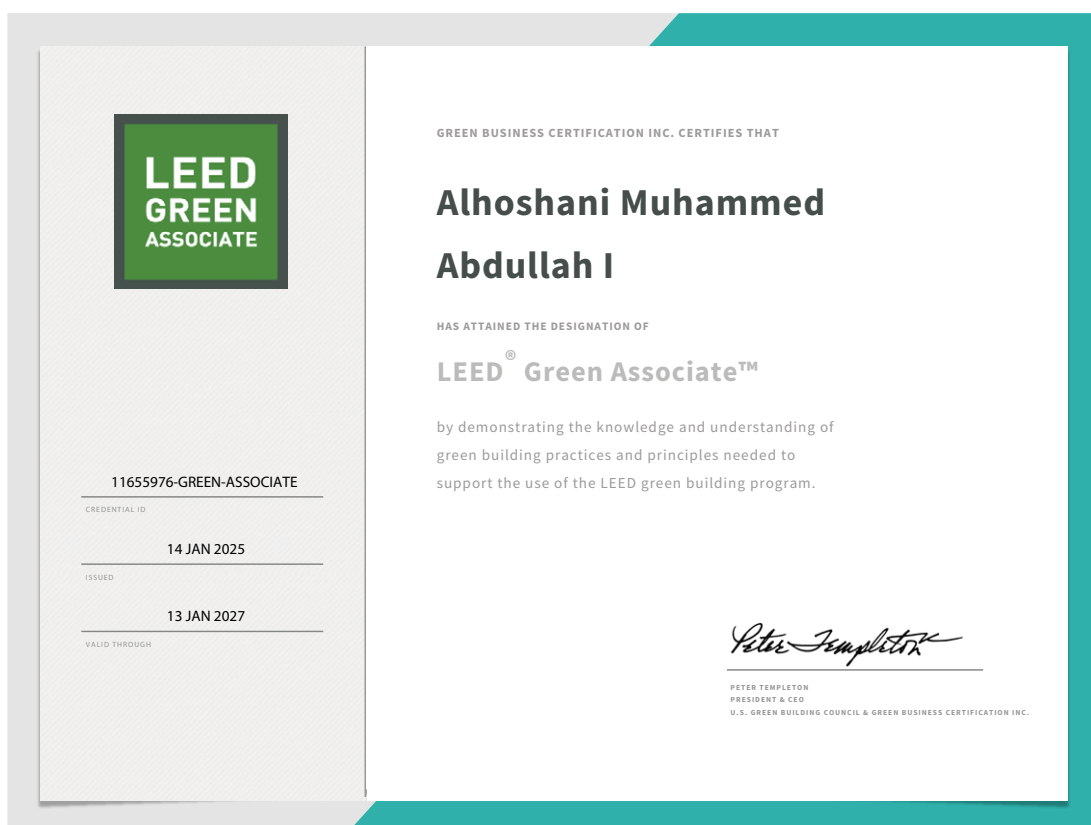 LEED
GREEN
ASSOCIATE
11655976-GREEN-ASSOCIATE
CREDENTIAL ID
14 JAN 2025
ISSUED
13 JAN 2027
VALID THROUGH
GREEN BUSINESS CERTIFICATION INC. CERTIFIES THAT
Alhoshani Muhammed
Abdullah I
HAS ATTAINED THE DESIGNATION OF
LEED® Green Associate™
by demonstrating the knowledge and understanding of
green building practices and principles needed to
support the use of the LEED green building program.
Peter Templeton
PETER TEMPLETON
PRESIDENT & CEO
U.S. GREEN BUILDING COUNCIL & GREEN BUSINESS CERTIFICATION INC.